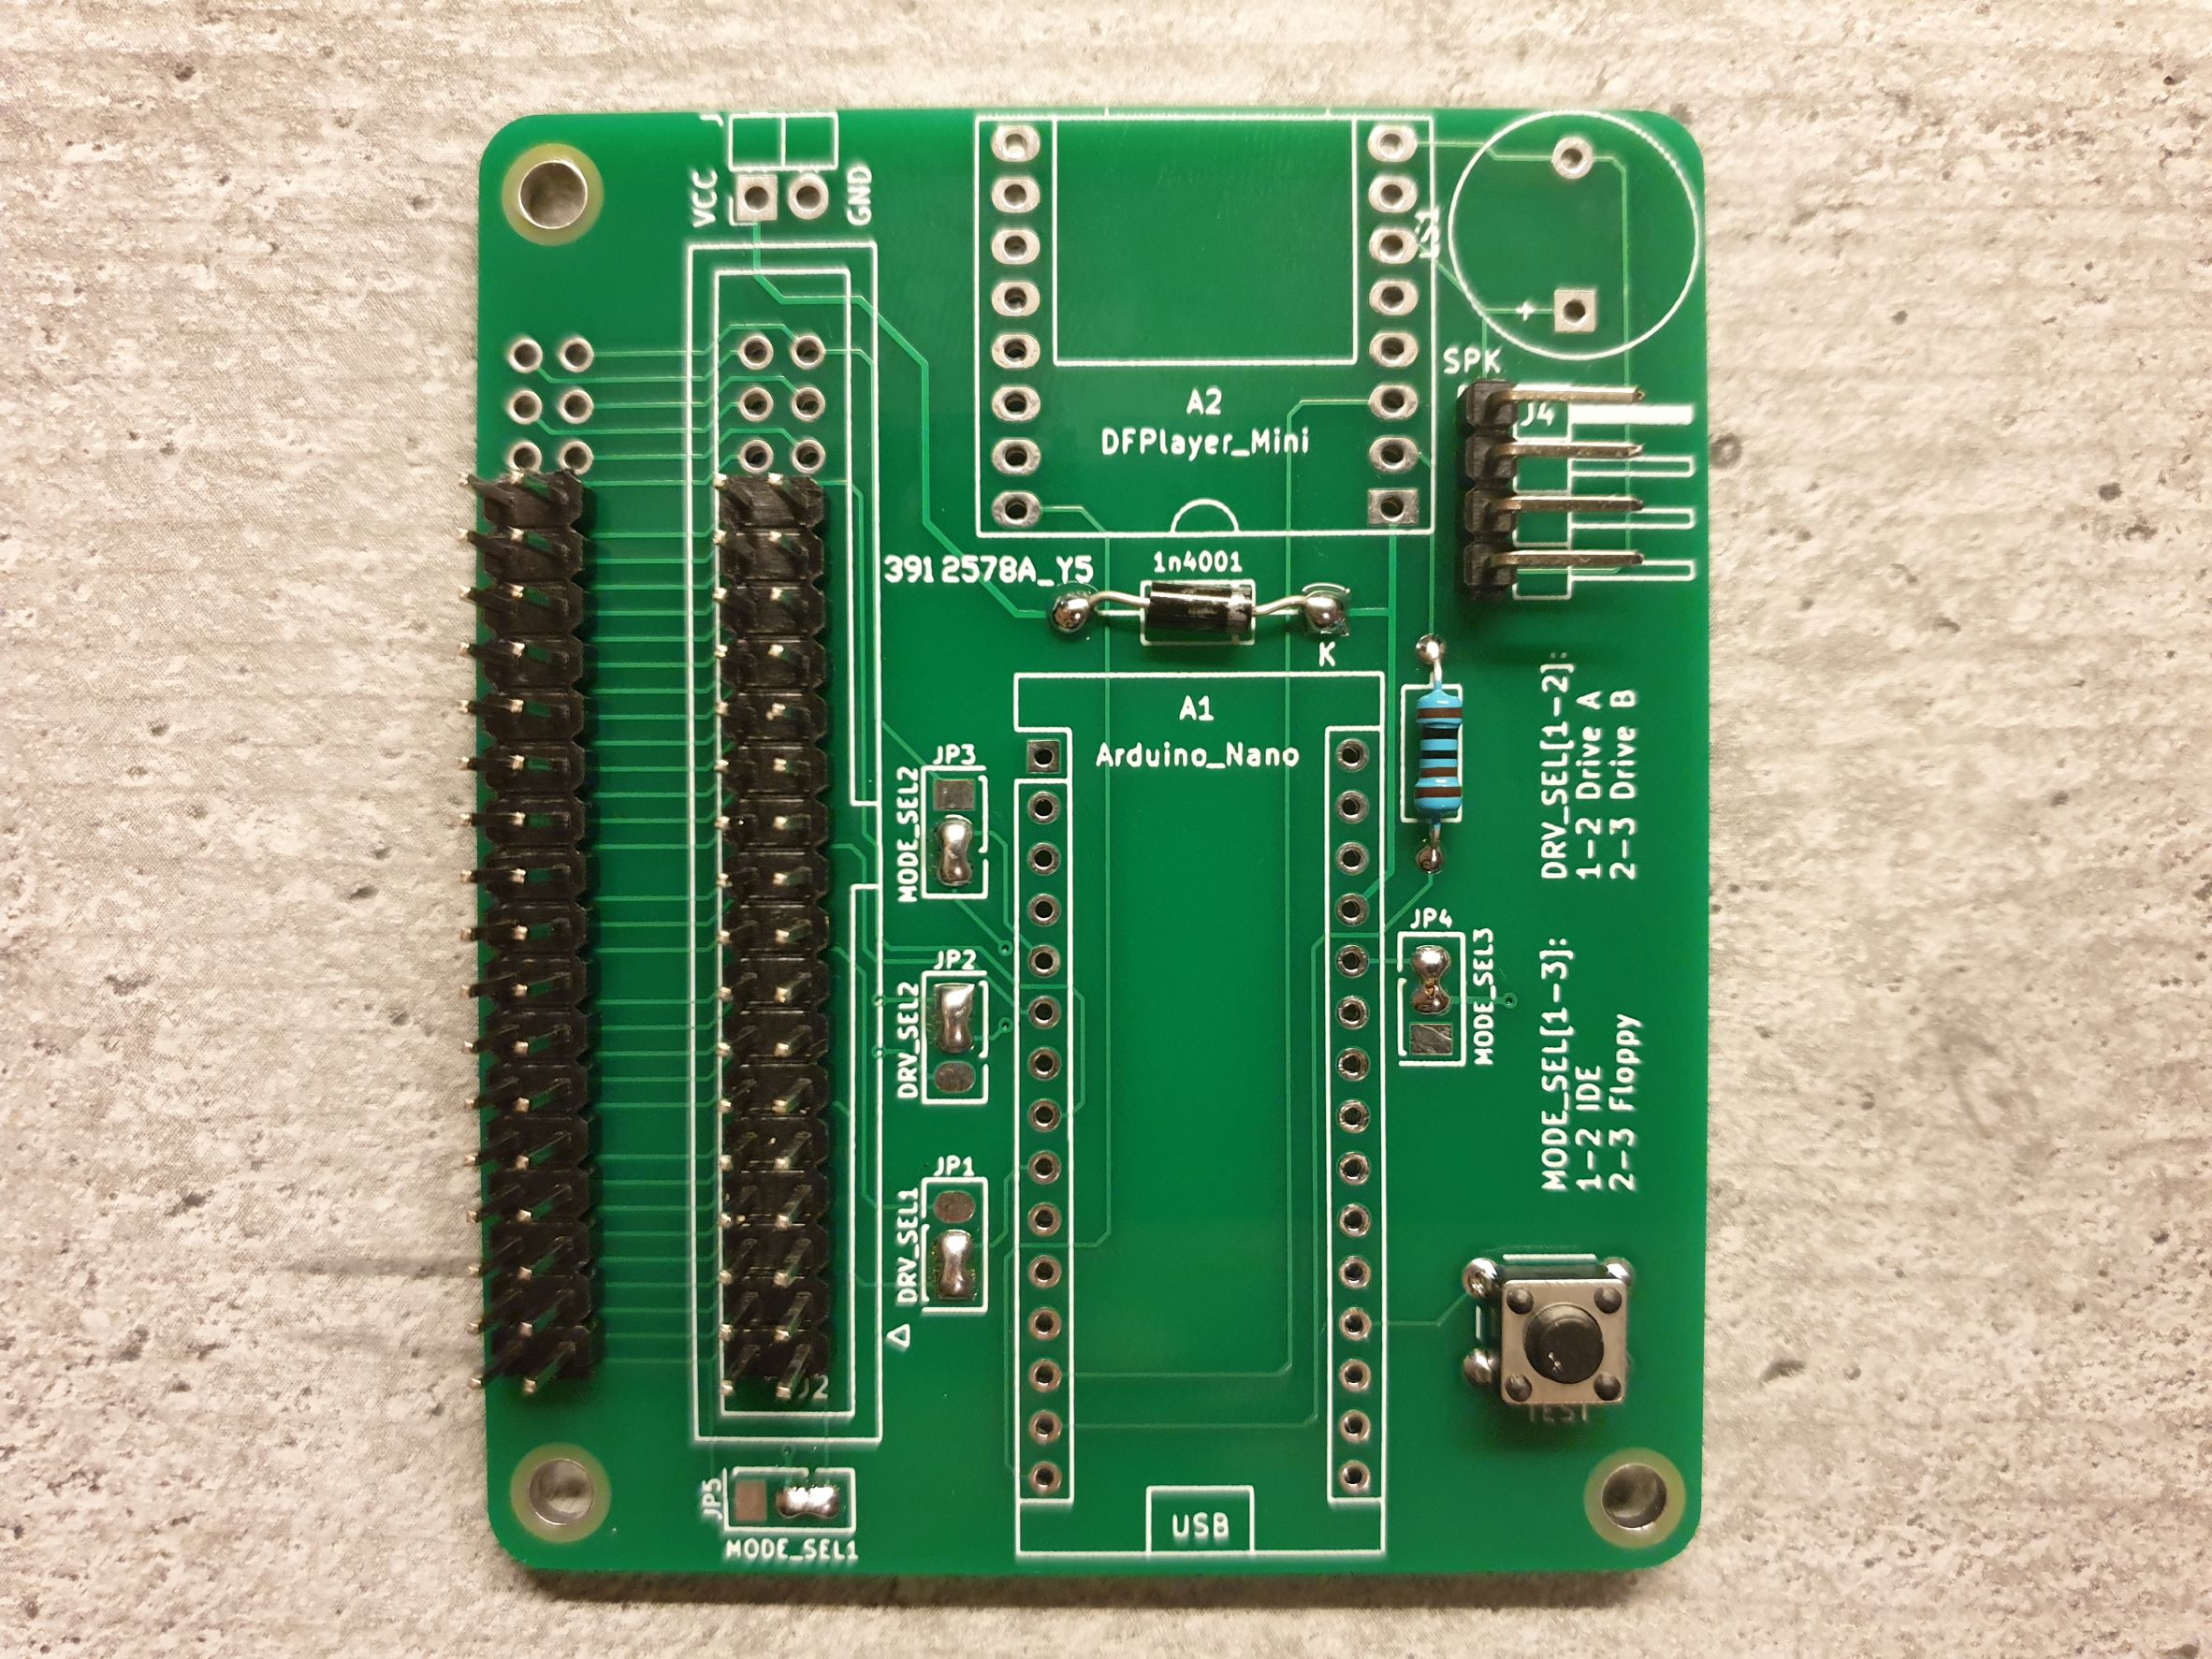 VCC
GND
LS1
SPK
J4
A2
DFPlayer_Mini
3912578A_Y5
1n4001
K
A1
Arduino_Nano
JP3
MODE_SEL2
JP2
DRV_SEL2
JP1
DRV_SEL1
JP4
MODE_SEL3
DRV_SEL[1-2]:
1-2 Drive A
2-3 Drive B
MODE_SEL[1-3]:
1-2 IDE
2-3 Floppy
J2
TEST
JP5
MODE_SEL1
USB
+